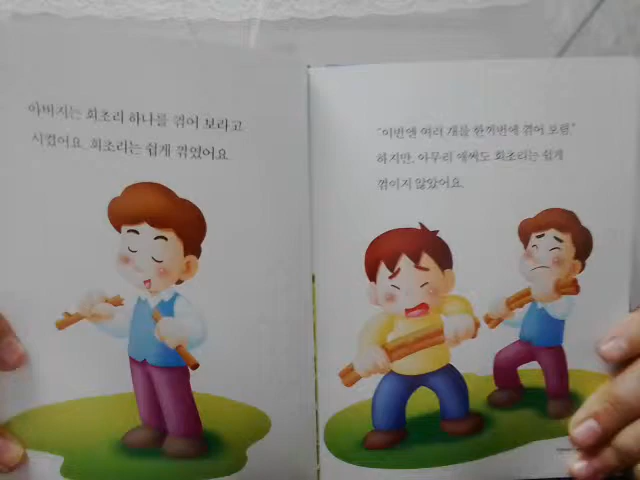 아버지는 회초리 하나를 꺾어 보라고
시켰어요. 회초리는 쉽게 꺾였어요.
"이번엔 여러 개를 한꺼번에 꺾어 보렴."
하지만, 아무리 애써도 회초리는 쉽게
꺾이지 않았어요.